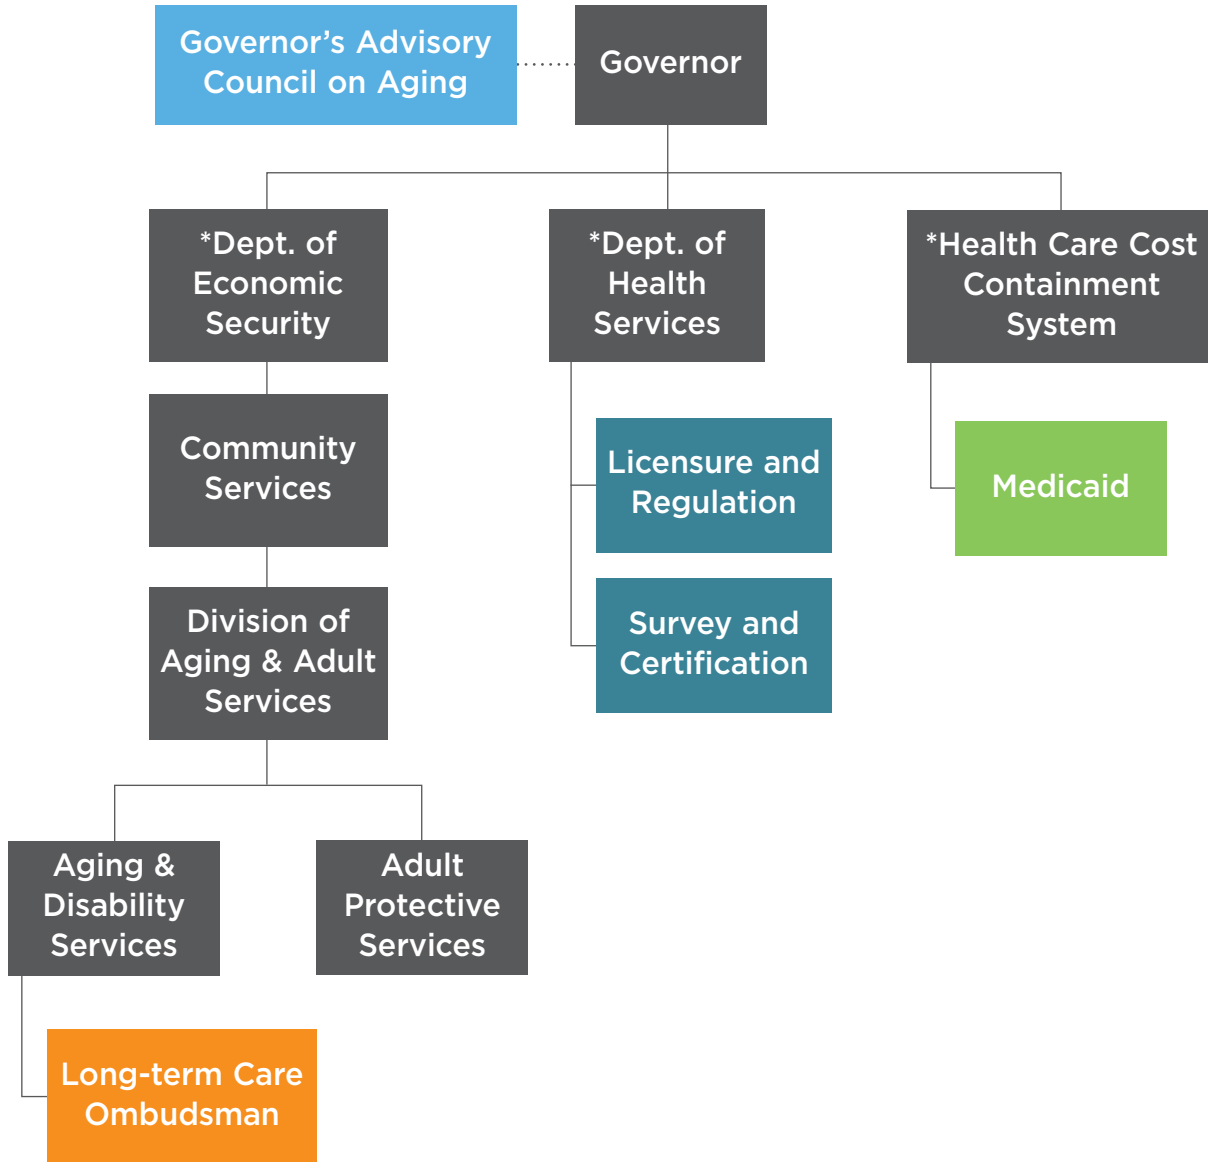 Governor’s Advisory
Council on Aging
Governor
*Dept. of
Economic
Security
*Dept. of
Health
Services
*Health Care Cost
Containment
System
Community
Services
Licensure and
Regulation
Medicaid
Division of
Aging & Adult
Services
Survey and
Certification
Aging &
Disability
Services
Adult
Protective
Services
Long-term Care
Ombudsman